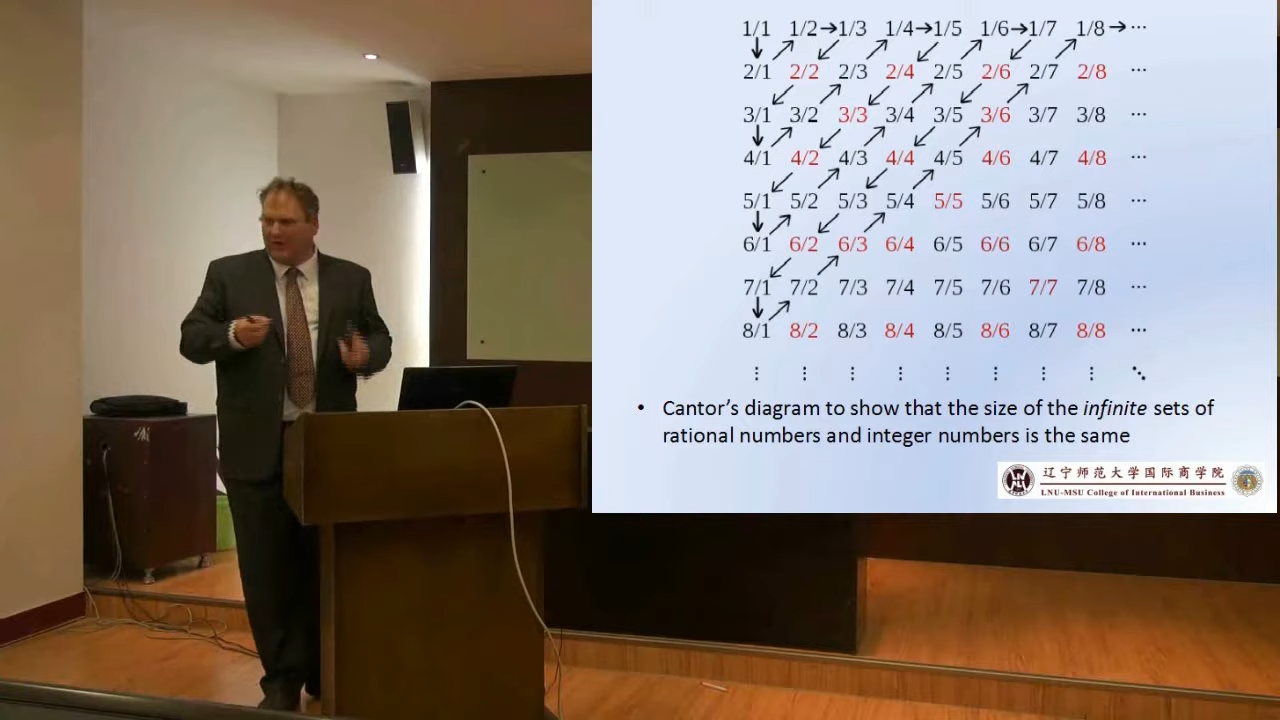 1/1 1/2→1/3 1/4→1/5 1/6→1/7 1/8→ ···
2/1 2/2 2/3 2/4 2/5 2/6 2/7 2/8 ···
3/1 3/2 3/3 3/4 3/5 3/6 3/7 3/8 ···
4/1 4/2 4/3 4/4 4/5 4/6 4/7 4/8 ···
5/1 5/2 5/3 5/4 5/5 5/6 5/7 5/8 ···
6/1 6/2 6/3 6/4 6/5 6/6 6/7 6/8 ···
7/1 7/2 7/3 7/4 7/5 7/6 7/7 7/8 ···
8/1 8/2 8/3 8/4 8/5 8/6 8/7 8/8 ···
⋮ ⋮ ⋮ ⋮ ⋮ ⋮ ⋮ ⋮ ⋱
• Cantor’s diagram to show that the size of the infinite sets of
rational numbers and integer numbers is the same
辽宁师范大学国际商学院
LNU-MSU College of International Business